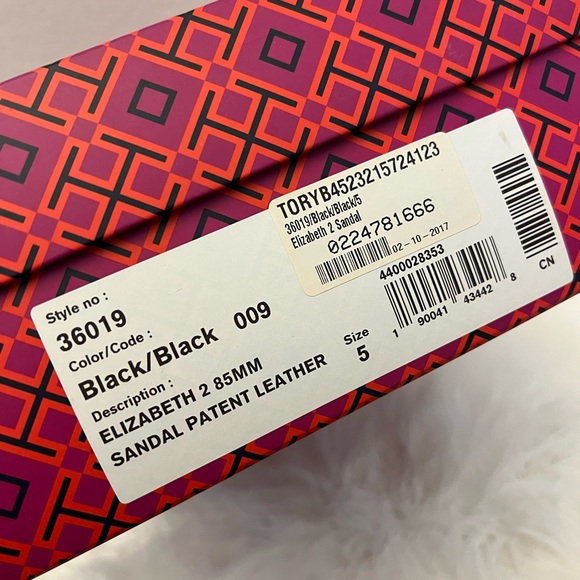 TORYB4523215724123
36019/Black/Black/5
Elizabeth 2 Sandal
0224781666
02-10-2017
Style no :
36019
Color/Code :
Black/Black 009
Description :
ELIZABETH 2 85MM
SANDAL PATENT LEATHER
Size
5
4400028353
1 90041 43442 8
CN